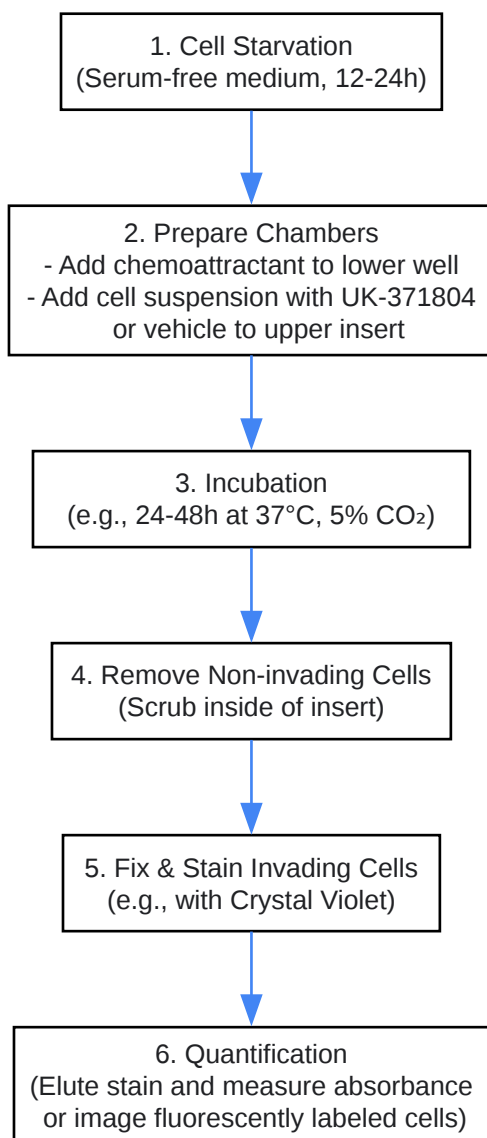 1. Cell Starvation
(Serum-free medium, 12-24h)
2. Prepare Chambers
- Add chemoattractant to lower well
- Add cell suspension with UK-371804
or vehicle to upper insert
3. Incubation
(e.g., 24-48h at 37°C, 5% CO₂)
4. Remove Non-invading Cells
(Scrub inside of insert)
5. Fix & Stain Invading Cells
(e.g., with Crystal Violet)
6. Quantification
(Elute stain and measure absorbance
or image fluorescently labeled cells)